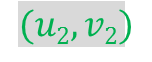 (u₂, v₂)